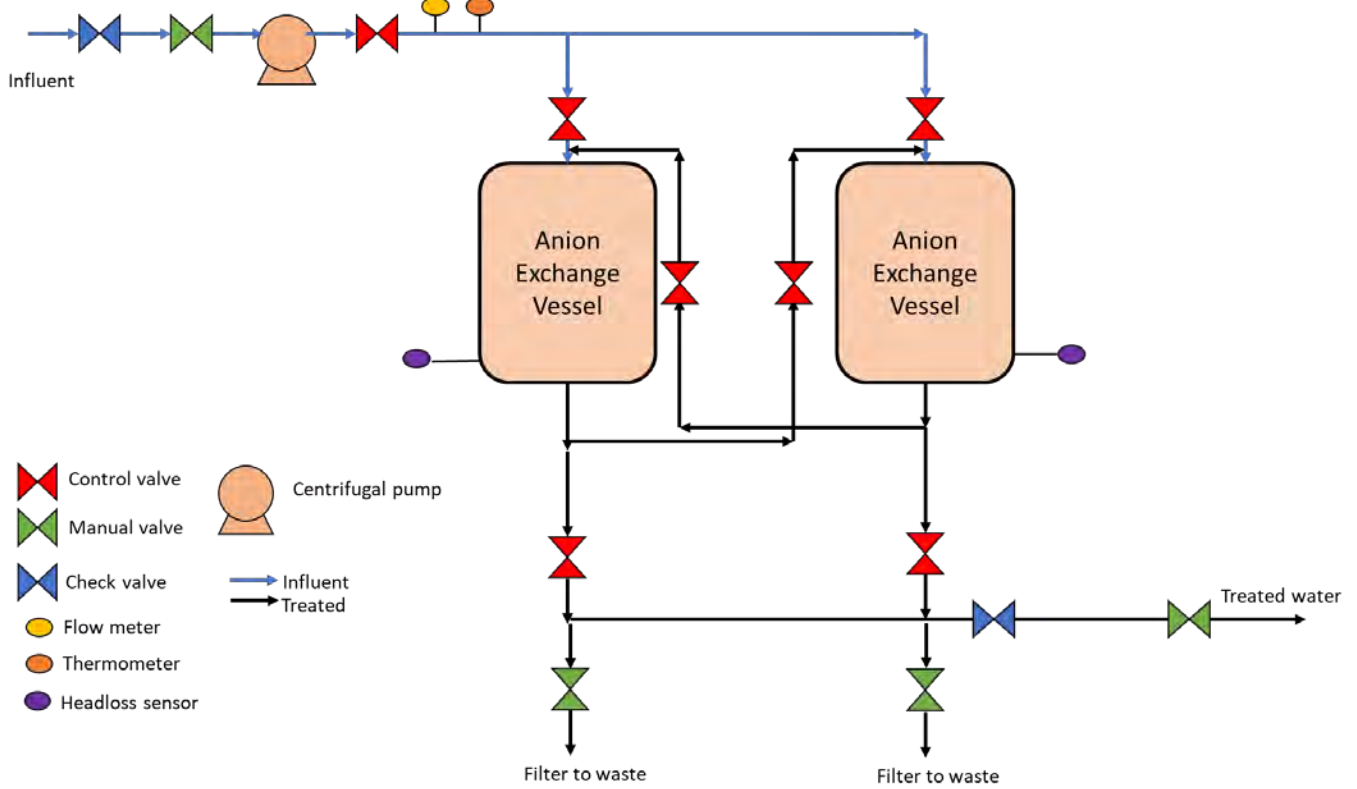 Influent
Anion
Exchange
Vessel
Anion
Exchange
Vessel
Control valve
Centrifugal pump
Manual valve
Check valve
Influent
Treated
Flow meter
Thermometer
Headloss sensor
Treated water
Filter to waste
Filter to waste